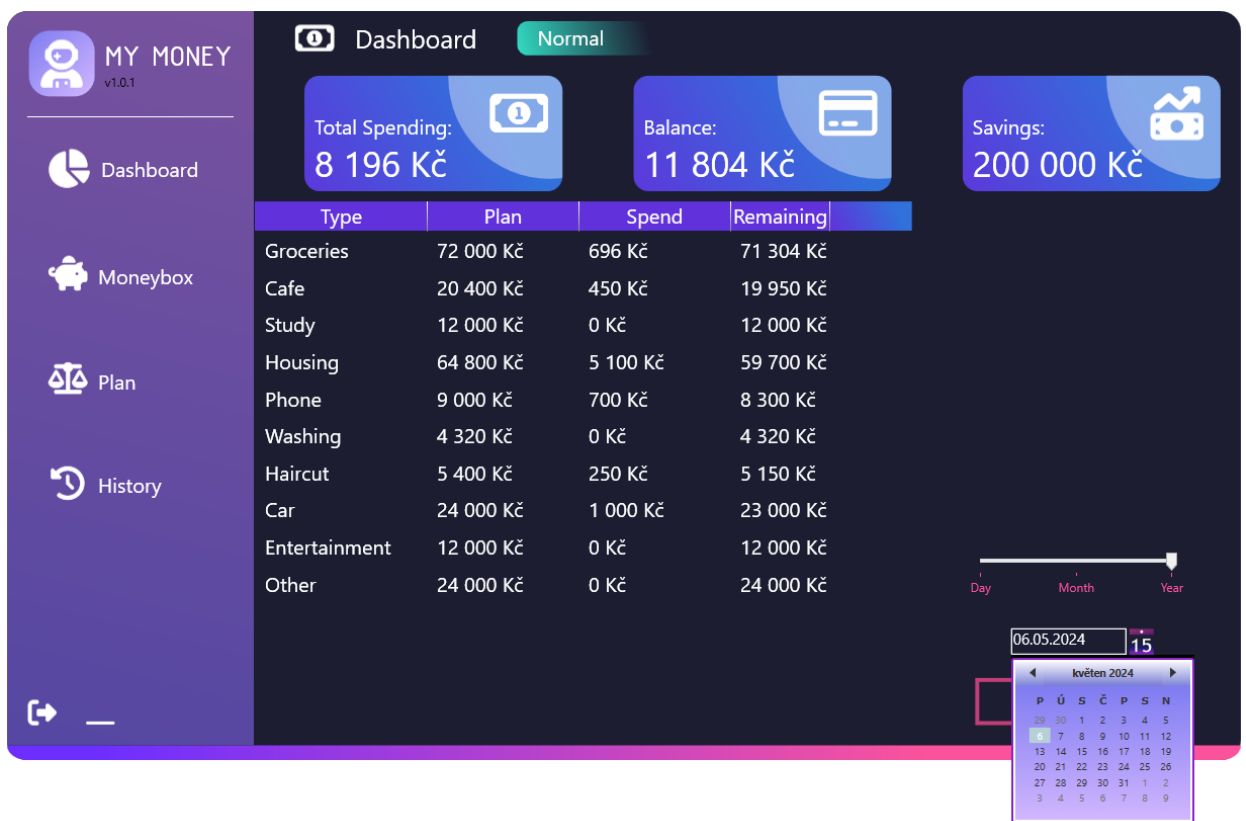 MY MONEY
v1.0.1
Dashboard
Moneybox
Plan
History
Dashboard Normal
Total Spending:
8 196 Kč
Balance:
11 804 Kč
Savings:
200 000 Kč
Type Plan Spend Remaining
Groceries 72 000 Kč 696 Kč 71 304 Kč
Cafe 20 400 Kč 450 Kč 19 950 Kč
Study 12 000 Kč 0 Kč 12 000 Kč
Housing 64 800 Kč 5 100 Kč 59 700 Kč
Phone 9 000 Kč 700 Kč 8 300 Kč
Washing 4 320 Kč 0 Kč 4 320 Kč
Haircut 5 400 Kč 250 Kč 5 150 Kč
Car 24 000 Kč 1 000 Kč 23 000 Kč
Entertainment 12 000 Kč 0 Kč 12 000 Kč
Other 24 000 Kč 0 Kč 24 000 Kč
Day Month Year
06.05.2024 15
květen 2024
P Ú S Č P S N
29 30 1 2 3 4 5
6 7 8 9 10 11 12
13 14 15 16 17 18 19
20 21 22 23 24 25 26
27 28 29 30 31 1 2
3 4 5 6 7 8 9